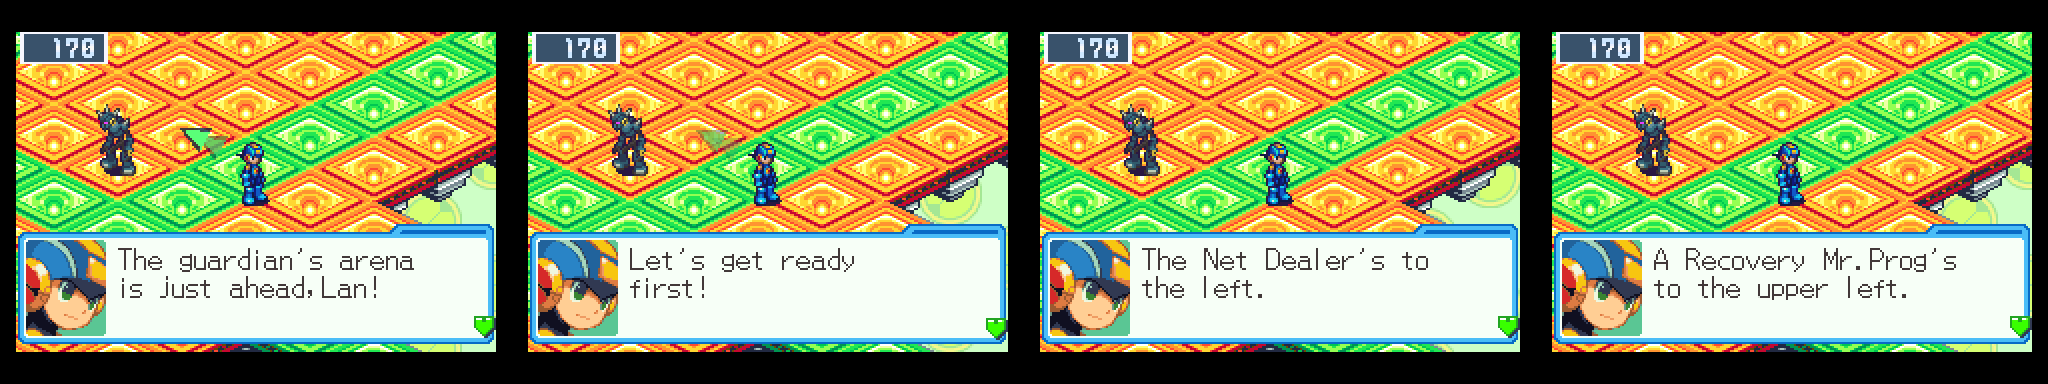 170
The guardian's arena
is just ahead,Lan!
170
Let's get ready
first!
170
The Net Dealer's to
the left.
170
A Recovery Mr.Prog's
to the upper left.